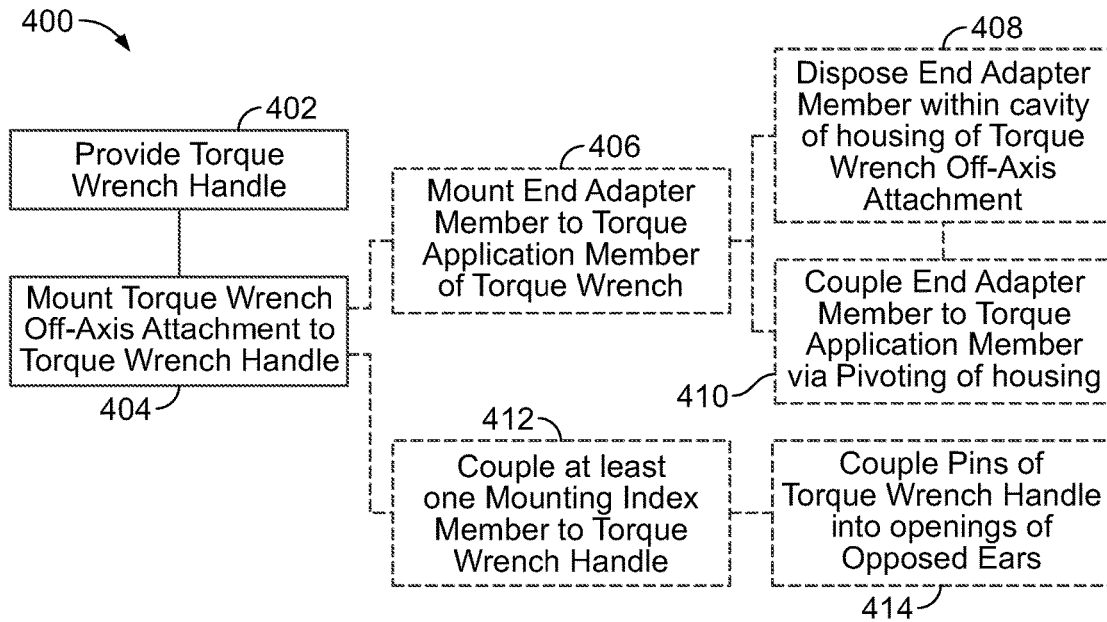 400
402
Provide Torque
Wrench Handle
Mount Torque Wrench
Off-Axis Attachment to
Torque Wrench Handle
404
406
Mount End Adapter
Member to Torque
Application Member
of Torque Wrench
408
Dispose End Adapter
Member within cavity
of housing of Torque
Wrench Off-Axis
Attachment
Couple End Adapter
Member to Torque
Application Member
via Pivoting of housing
410
412
Couple at least
one Mounting Index
Member to Torque
Wrench Handle
Couple Pins of
Torque Wrench Handle
into openings of
Opposed Ears
414